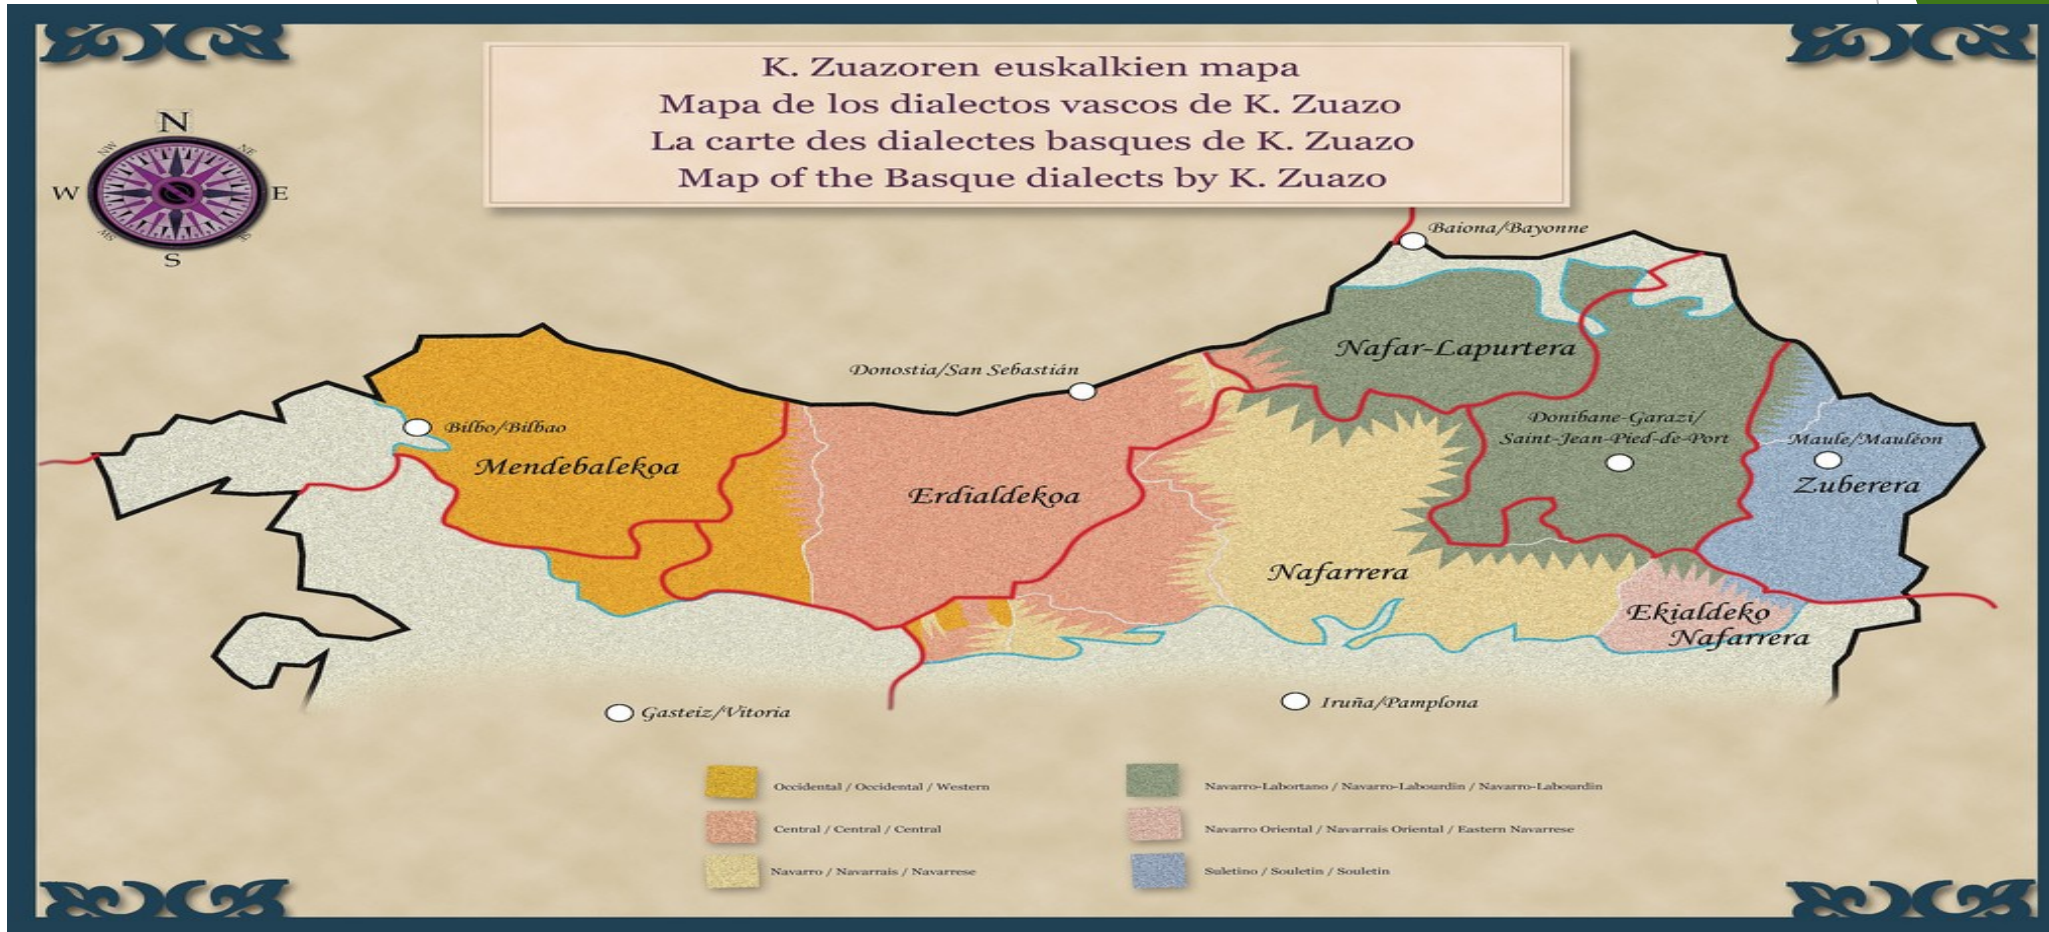 K. Zuazoren euskalkien mapa
Mapa de los dialectos vascos de K. Zuazo
La carte des dialectes basques de K. Zuazo
Map of the Basque dialects by K. Zuazo
N
NW
NE
W
E
S
Baiona/Bayonne
Nafar-Lapurtera
Donostia/San Sebastián
Donibane-Garazi/
Saint-Jean-Pied-de-Port
Bilbo/Bilbao
Maule/Mauléon
Mendebalekoa
Zuberera
Erdialdekoa
Nafarrera
Ekialdeko
Nafarrera
Gasteiz/Vitoria
Iruña/Pamplona
Occidental / Occidental / Western
Central / Central / Central
Navarro / Navarrais / Navarrese
Navarro-Labortano / Navarro-Labourdin / Navarro-Labourdin
Navarro Oriental / Navarrais Oriental / Eastern Navarrese
Suletino / Souletin / Souletin